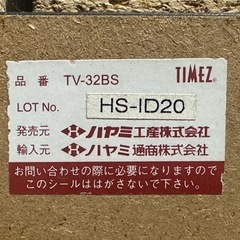 品番 TV-32BS TIMEZ
LOT No. HS-ID20
発売元 ハヤミ工産株式会社
輸入元 ハヤミ通商株式会社
お問い合わせの際に必要になりますので
このシールははがさないで下さい。